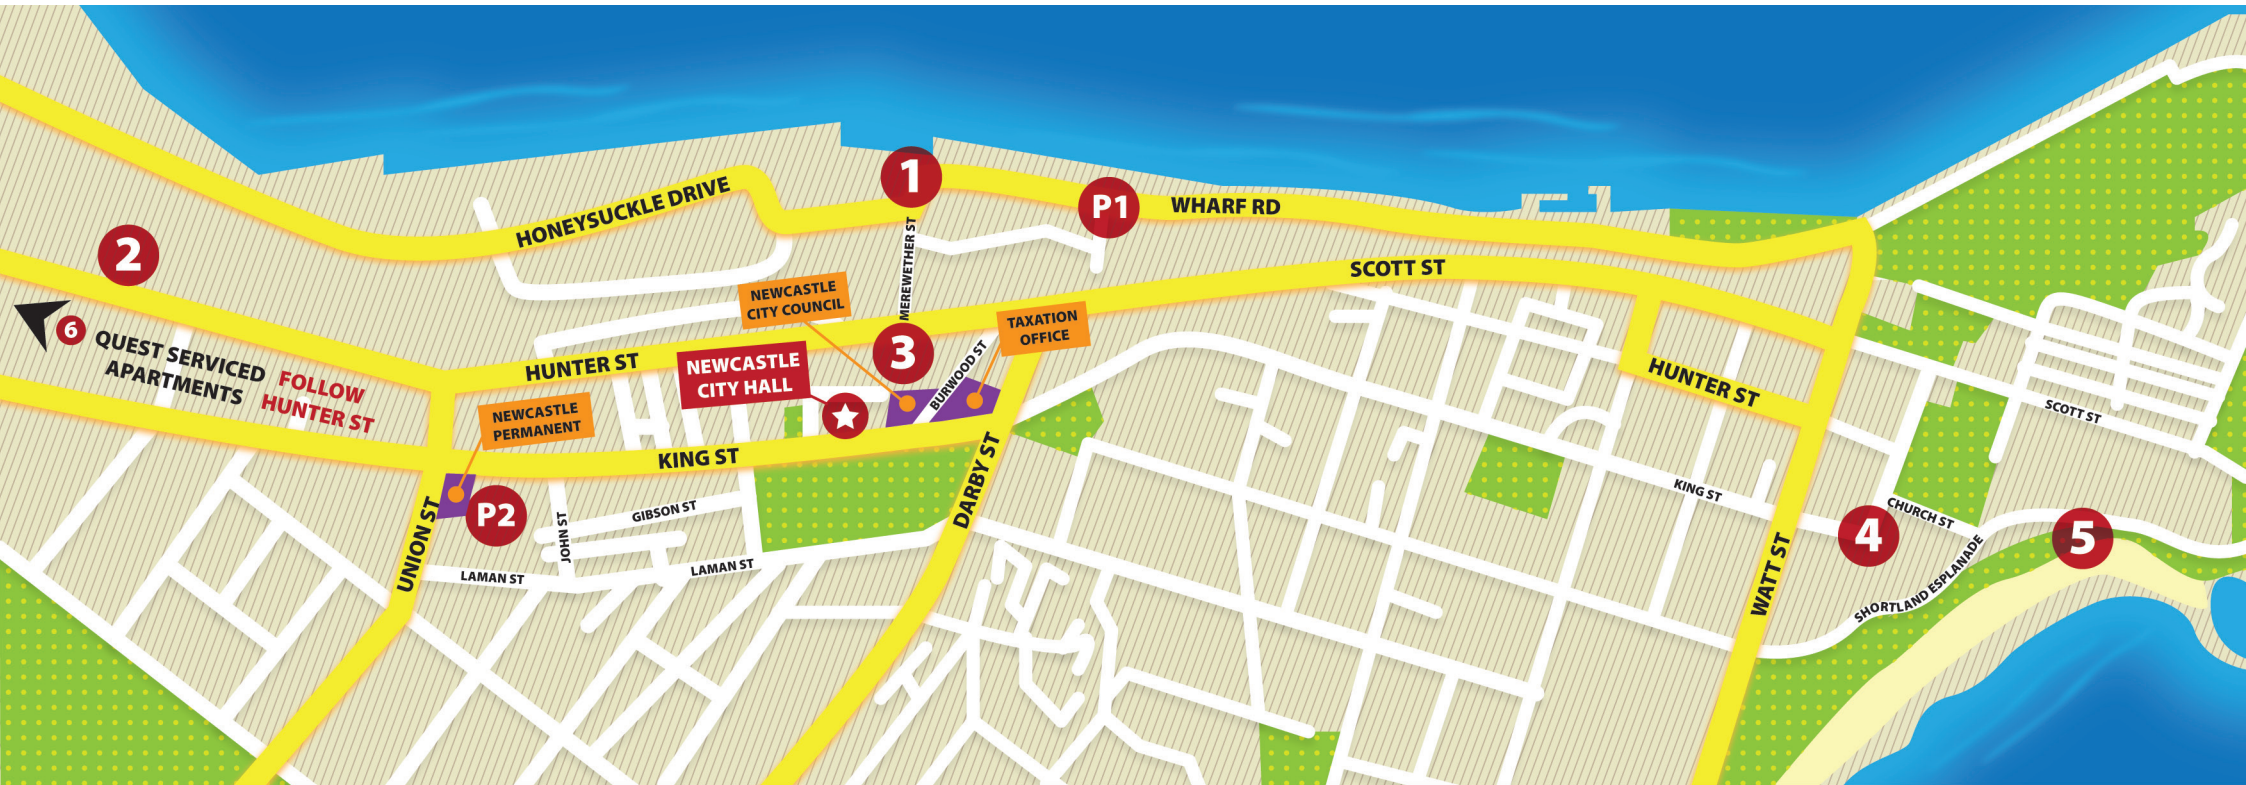 1
P1
WHARF RD
HONEYSUCKLE DRIVE
2
MEREWETHER ST
SCOTT ST
NEWCASTLE
CITY COUNCIL
TAXATION
OFFICE
6
QUEST SERVICED
APARTMENTS
FOLLOW
HUNTER ST
HUNTER ST
NEWCASTLE
CITY HALL
3
BURWOOD ST
HUNTER ST
SCOTT ST
NEWCASTLE
PERMANENT
KING ST
DARBY ST
KING ST
P2
UNION ST
JOHN ST
GIBSON ST
LAMAN ST
LAMAN ST
WATT ST
4
CHURCH ST
SHORTLAND ESPLANADE
5